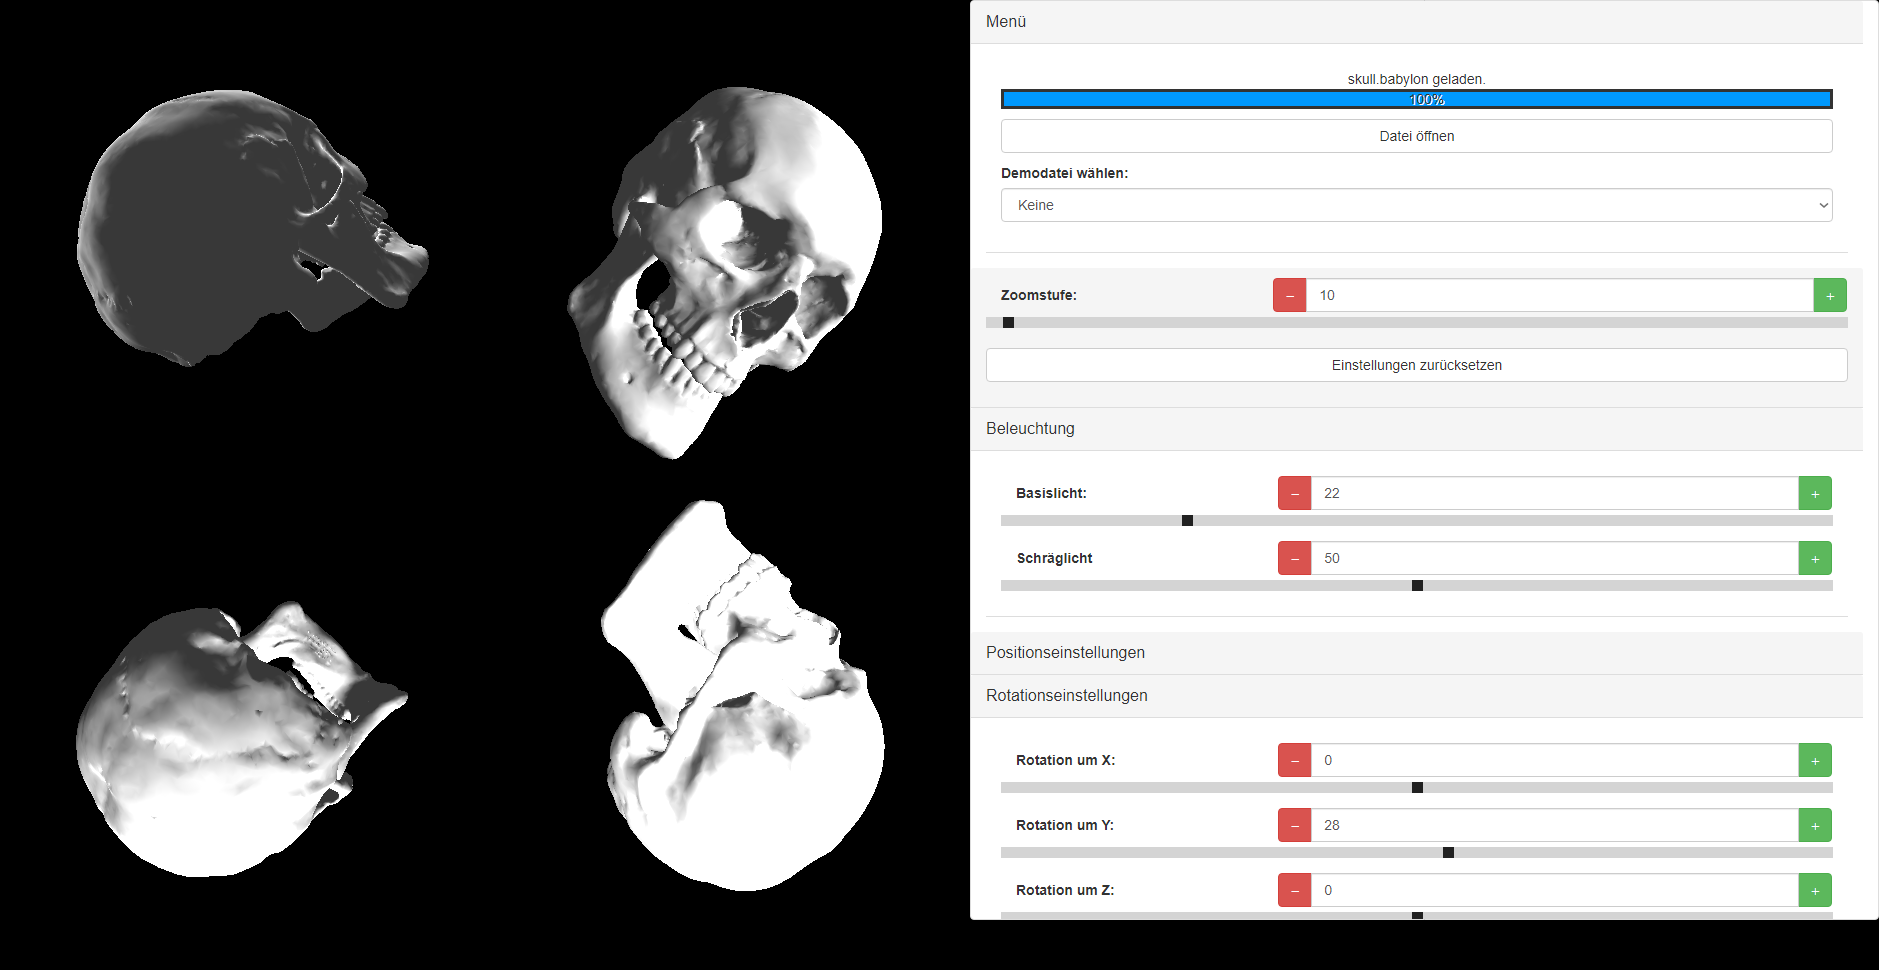 Menü
skull.babylon geladen.
100%
Datei öffnen
Demodatei wählen:
Keine
Zoomstufe:
–
10
+
Einstellungen zurücksetzen
Beleuchtung
Basislicht:
–
22
+
Schräglicht
–
50
+
Positionseinstellungen
Rotationseinstellungen
Rotation um X:
–
0
+
Rotation um Y:
–
28
+
Rotation um Z:
–
0
+